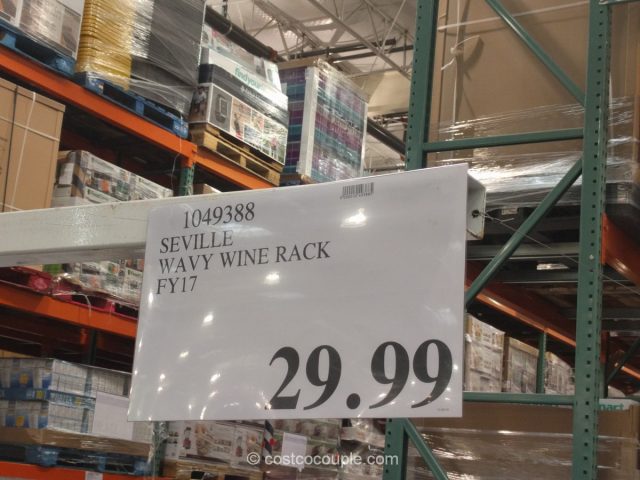 1049388
SEVILLE
WAVY WINE RACK
FY17
29.99
© costcocouple.com